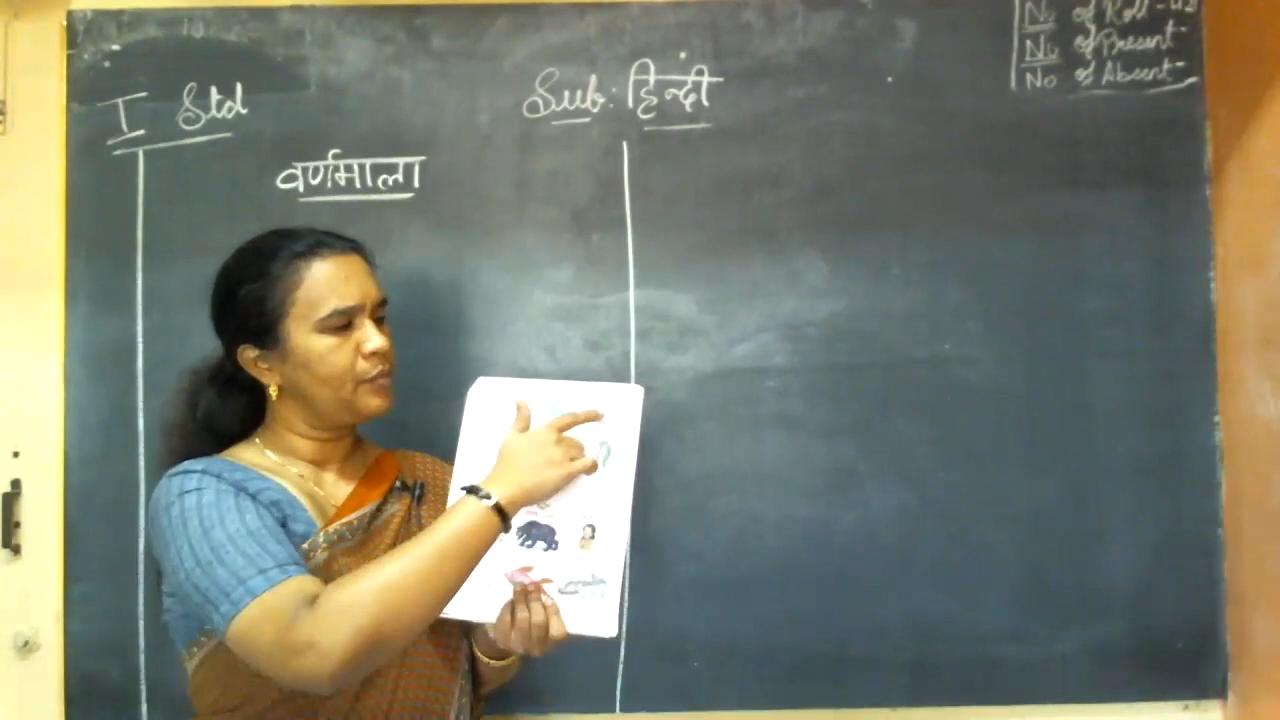 I Std
Sub: हिन्दी
वर्णमाला
No of Roll -
No of Present -
No of Absent -